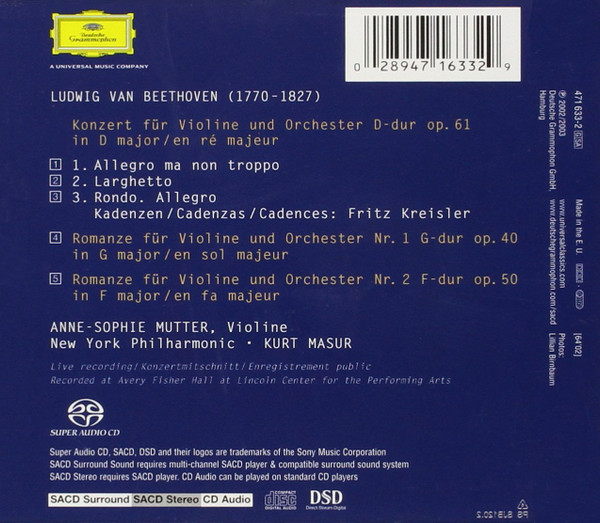 Deutsche
Grammophon
A UNIVERSAL MUSIC COMPANY
0 28947 16332 9
LUDWIG VAN BEETHOVEN (1770-1827)
Konzert für Violine und Orchester D-dur op.61
in D major/en ré majeur
1 1. Allegro ma non troppo
2 2. Larghetto
3 3. Rondo. Allegro
Kadenzen/Cadenzas/Cadences: Fritz Kreisler
4 Romanze für Violine und Orchester Nr.1 G-dur op.40
in G major/en sol majeur
5 Romanze für Violine und Orchester Nr.2 F-dur op.50
in F major/en fa majeur
ANNE-SOPHIE MUTTER, Violine
New York Philharmonic · KURT MASUR
Live recording/Konzertmitschnitt/Enregistrement public
Recorded at Avery Fisher Hall at Lincoln Center for the Performing Arts
SUPER AUDIO CD
Super Audio CD, SACD, DSD and their logos are trademarks of the Sony Music Corporation
SACD Surround Sound requires multi-channel SACD player & compatible surround sound system
SACD Stereo requires SACD player. CD Audio can be played on standard CD players
SACD Surround SACD Stereo CD Audio
COMPACT disc DIGITAL AUDIO
DSD
Direct Stream Digital
471 633-2 GSA
℗ 2002/2003
Deutsche Grammophon GmbH,
Hamburg
Made in the E. U.
www.universalclassics.com
www.deutschegrammophon.com/sacd
[64'02]
Photos:
Lillian Birnbaum